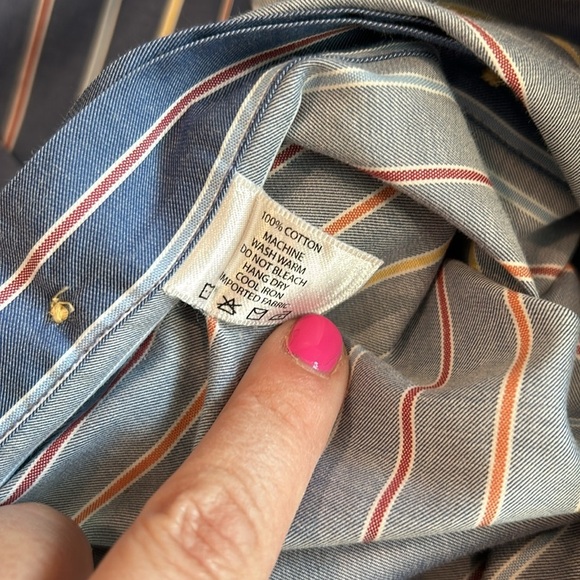 100% COTTON
MACHINE
WASH WARM
DO NOT BLEACH
HANG DRY
COOL IRON
IMPORTED FABRIC